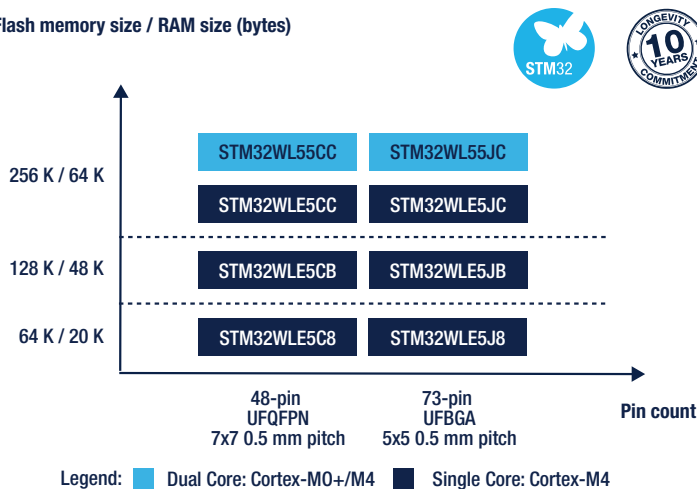 Flash memory size / RAM size (bytes)
STM32
LONGEVITY
10
YEARS
COMMITMENT
256 K / 64 K
STM32WL55CC
STM32WL55JC
STM32WLE5CC
STM32WLE5JC
128 K / 48 K
STM32WLE5CB
STM32WLE5JB
64 K / 20 K
STM32WLE5C8
STM32WLE5J8
48-pin
UFQFPN
7x7 0.5 mm pitch
73-pin
UFBGA
5x5 0.5 mm pitch
Pin count
Legend:
Dual Core: Cortex-MO+/M4
Single Core: Cortex-M4